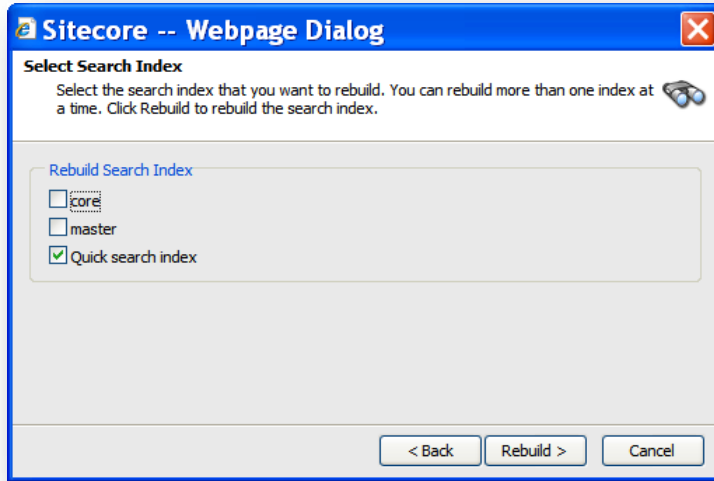 Sitecore -- Webpage Dialog
Select Search Index
Select the search index that you want to rebuild. You can rebuild more than one index at
a time. Click Rebuild to rebuild the search index.
Rebuild Search Index
core
master
Quick search index
< Back Rebuild > Cancel